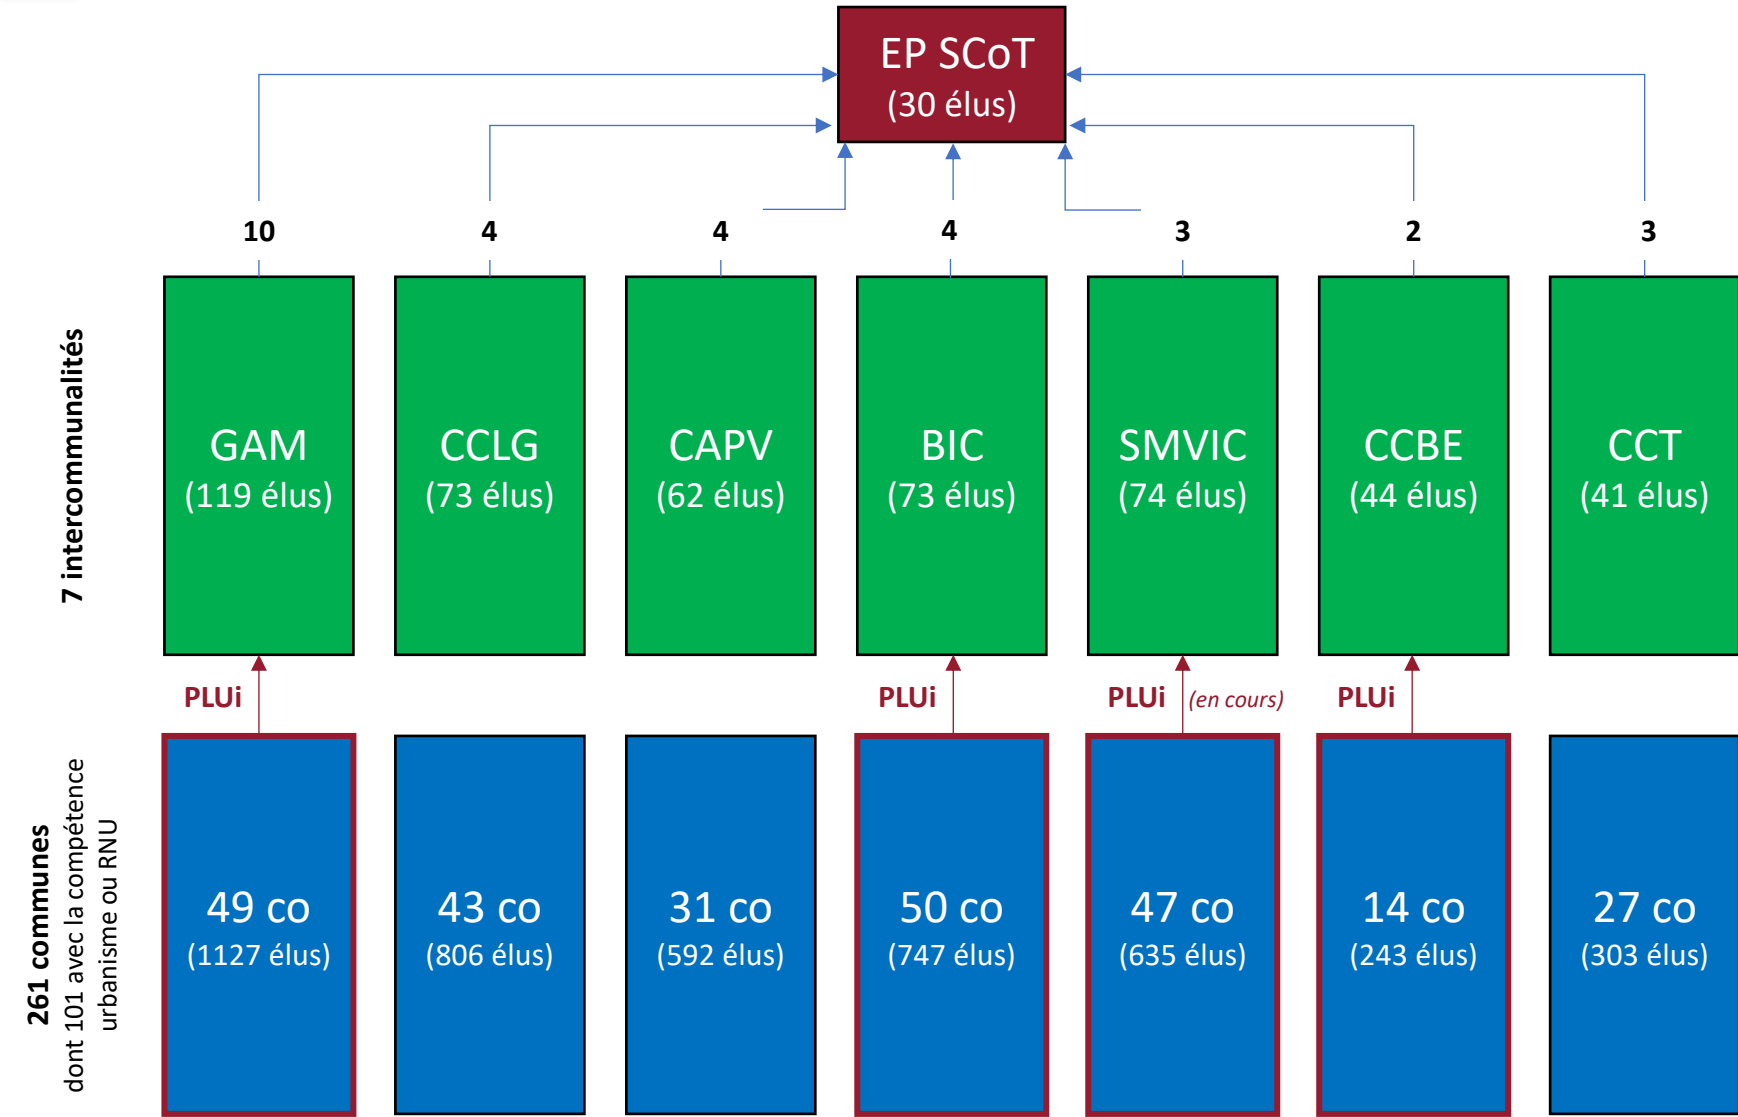 EP SCoT
(30 élus)
10
4
4
4
3
2
3
7 intercommunalités
GAM
(119 élus)
CCLG
(73 élus)
CAPV
(62 élus)
BIC
(73 élus)
SMVIC
(74 élus)
CCBE
(44 élus)
CCT
(41 élus)
PLUi
PLUi
PLUi (en cours)
PLUi
261 communes
dont 101 avec la compétence
urbanisme ou RNU
49 co
(1127 élus)
43 co
(806 élus)
31 co
(592 élus)
50 co
(747 élus)
47 co
(635 élus)
14 co
(243 élus)
27 co
(303 élus)